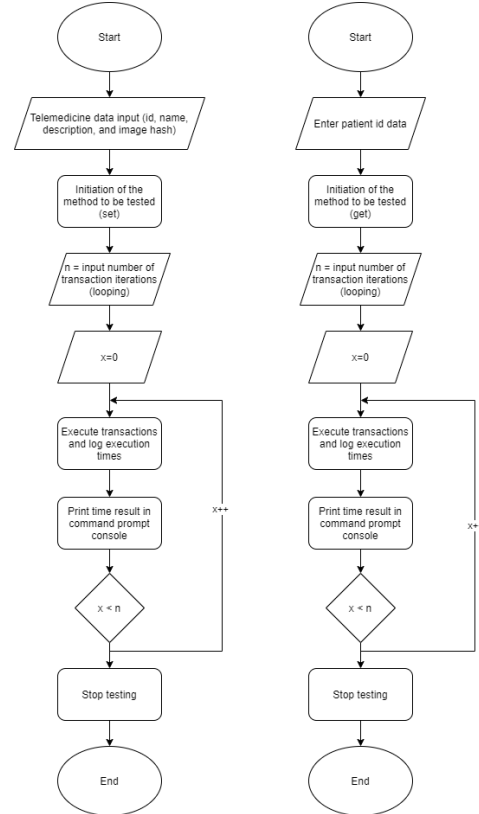 Start
Telemedicine data input (id, name,
description, and image hash)
Initiation of the
method to be tested
(set)
n = input number of
transaction iterations
(looping)
x=0
Execute transactions
and log execution
times
Print time result in
command prompt
console
x++
x < n
Stop testing
End
Start
Enter patient id data
Initiation of the
method to be tested
(get)
n = input number of
transaction iterations
(looping)
x=0
Execute transactions
and log execution
times
Print time result in
command prompt
console
x+
x < n
Stop testing
End